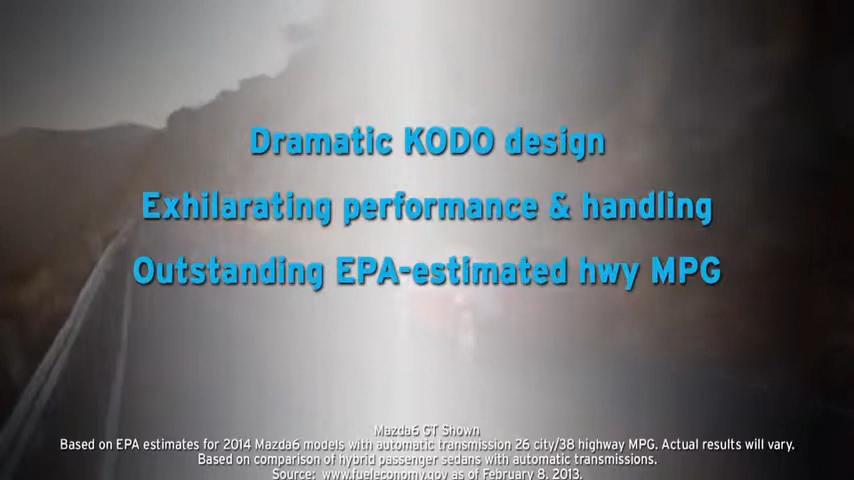 Dramatic KODO design
Exhilarating performance & handling
Outstanding EPA-estimated hwy MPG
Mazda6 GT Shown
Based on EPA estimates for 2014 Mazda6 models with automatic transmission 26 city/38 highway MPG. Actual results will vary.
Based on comparison of hybrid passenger sedans with automatic transmissions.
Source: www.fueleconomy.gov as of February 8, 2013.